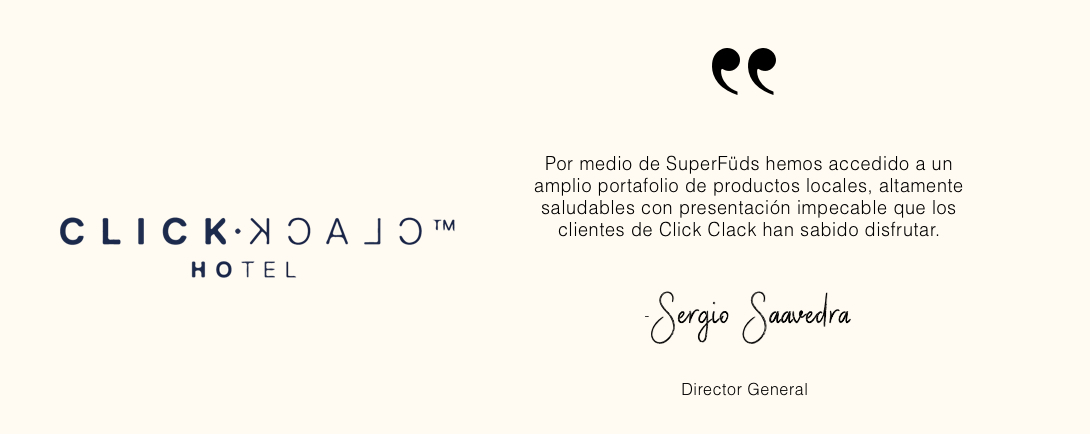 CLICK·CLACK™
HOTEL
Por medio de SuperFüds hemos accedido a un
amplio portafolio de productos locales, altamente
saludables con presentación impecable que los
clientes de Click Clack han sabido disfrutar.
-Sergio Saavedra
Director General